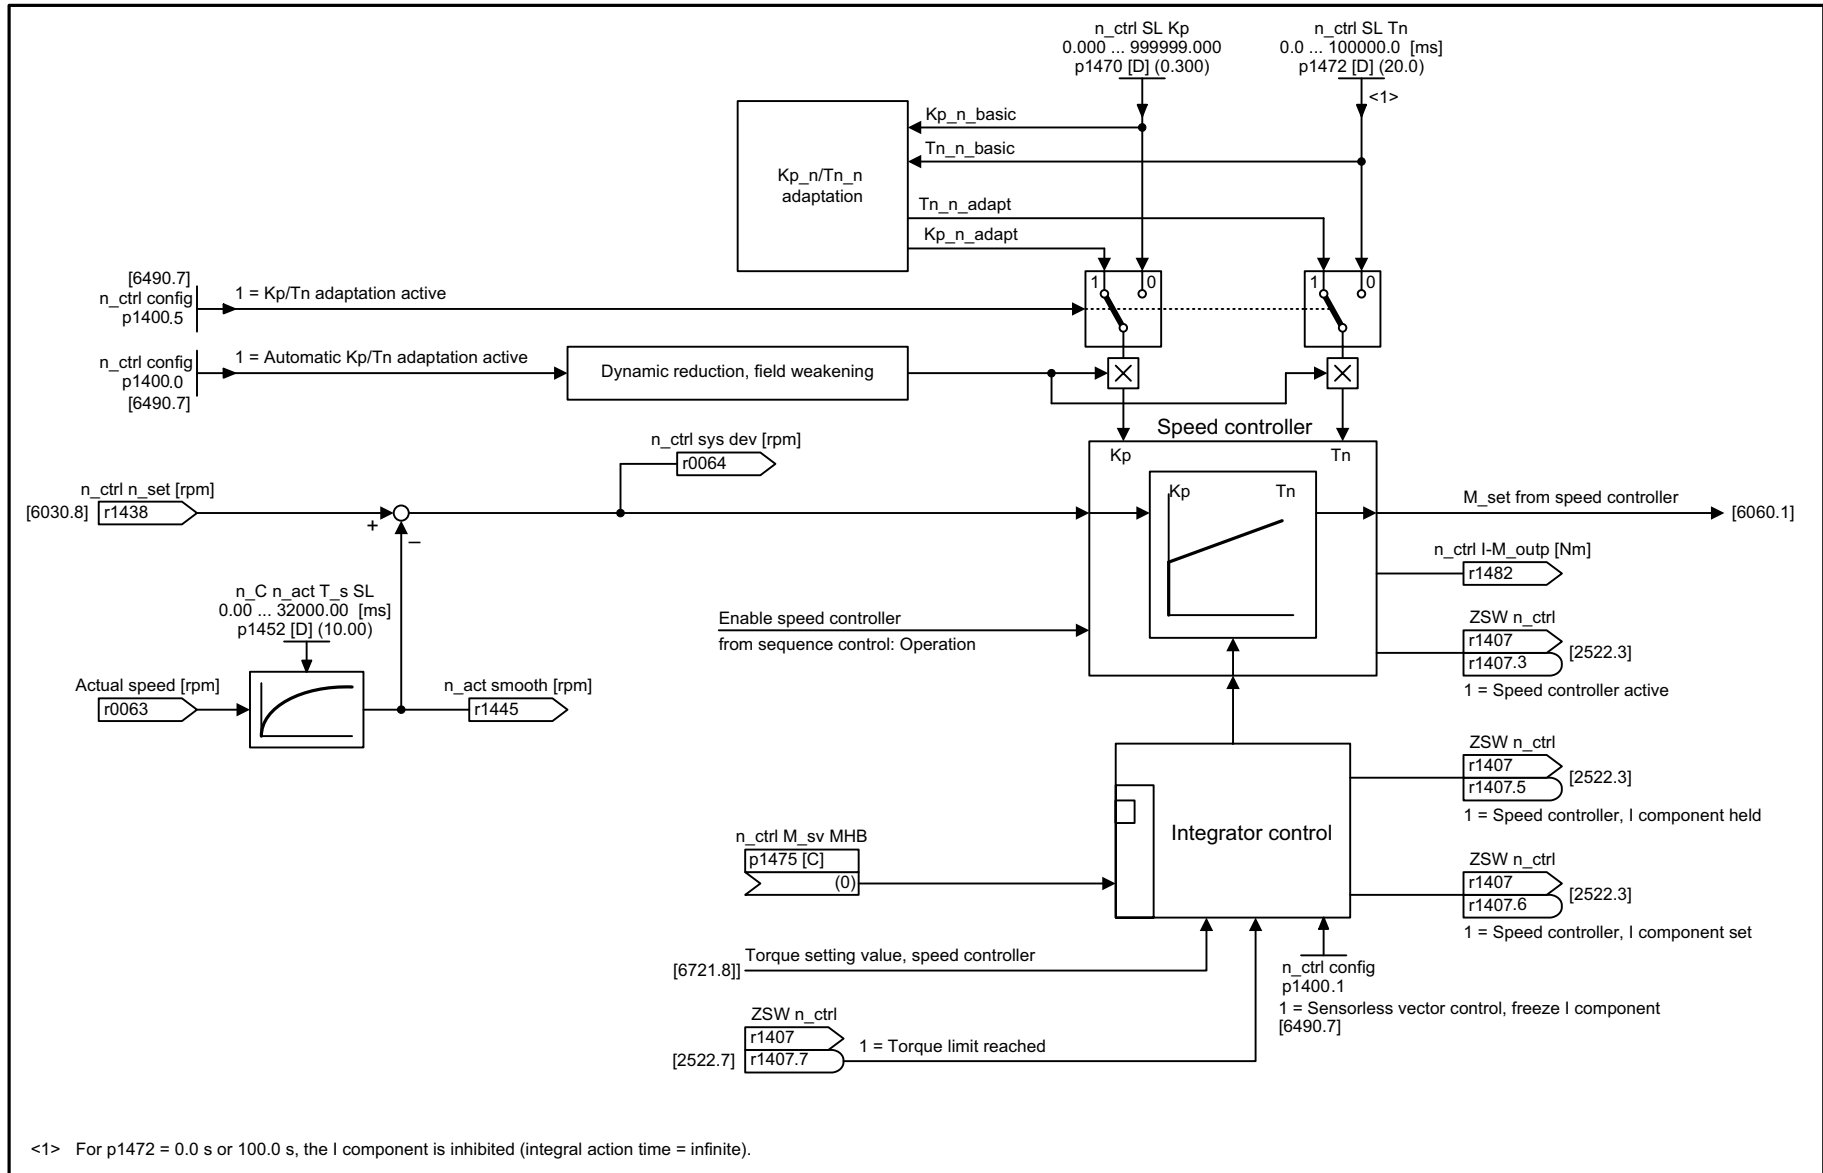 n_ctrl SL Kp
0.000 ... 999999.000
p1470 [D] (0.300)
n_ctrl SL Tn
0.0 ... 100000.0 [ms]
p1472 [D] (20.0)
<1>
Kp_n_basic
Tn_n_basic
Kp_n/Tn_n
adaptation
Tn_n_adapt
Kp_n_adapt
1 0
1 0
[6490.7]
n_ctrl config
p1400.5
1 = Kp/Tn adaptation active
n_ctrl config
p1400.0
[6490.7]
1 = Automatic Kp/Tn adaptation active
Dynamic reduction, field weakening
Speed controller
Kp Tn
Kp Tn
n_ctrl sys dev [rpm]
r0064
n_ctrl n_set [rpm]
[6030.8] r1438
+
–
M_set from speed controller
[6060.1]
n_ctrl I-M_outp [Nm]
r1482
n_C n_act T_s SL
0.00 ... 32000.00 [ms]
p1452 [D] (10.00)
Enable speed controller
from sequence control: Operation
ZSW n_ctrl
r1407
r1407.3
[2522.3]
1 = Speed controller active
Actual speed [rpm]
r0063
n_act smooth [rpm]
r1445
ZSW n_ctrl
r1407
r1407.5
[2522.3]
1 = Speed controller, I component held
Integrator control
n_ctrl M_sv MHB
p1475 [C]
(0)
ZSW n_ctrl
r1407
r1407.6
[2522.3]
1 = Speed controller, I component set
Torque setting value, speed controller
[6721.8]]
n_ctrl config
p1400.1
1 = Sensorless vector control, freeze I component
[6490.7]
ZSW n_ctrl
r1407
[2522.7] r1407.7
1 = Torque limit reached
<1> For p1472 = 0.0 s or 100.0 s, the I component is inhibited (integral action time = infinite).